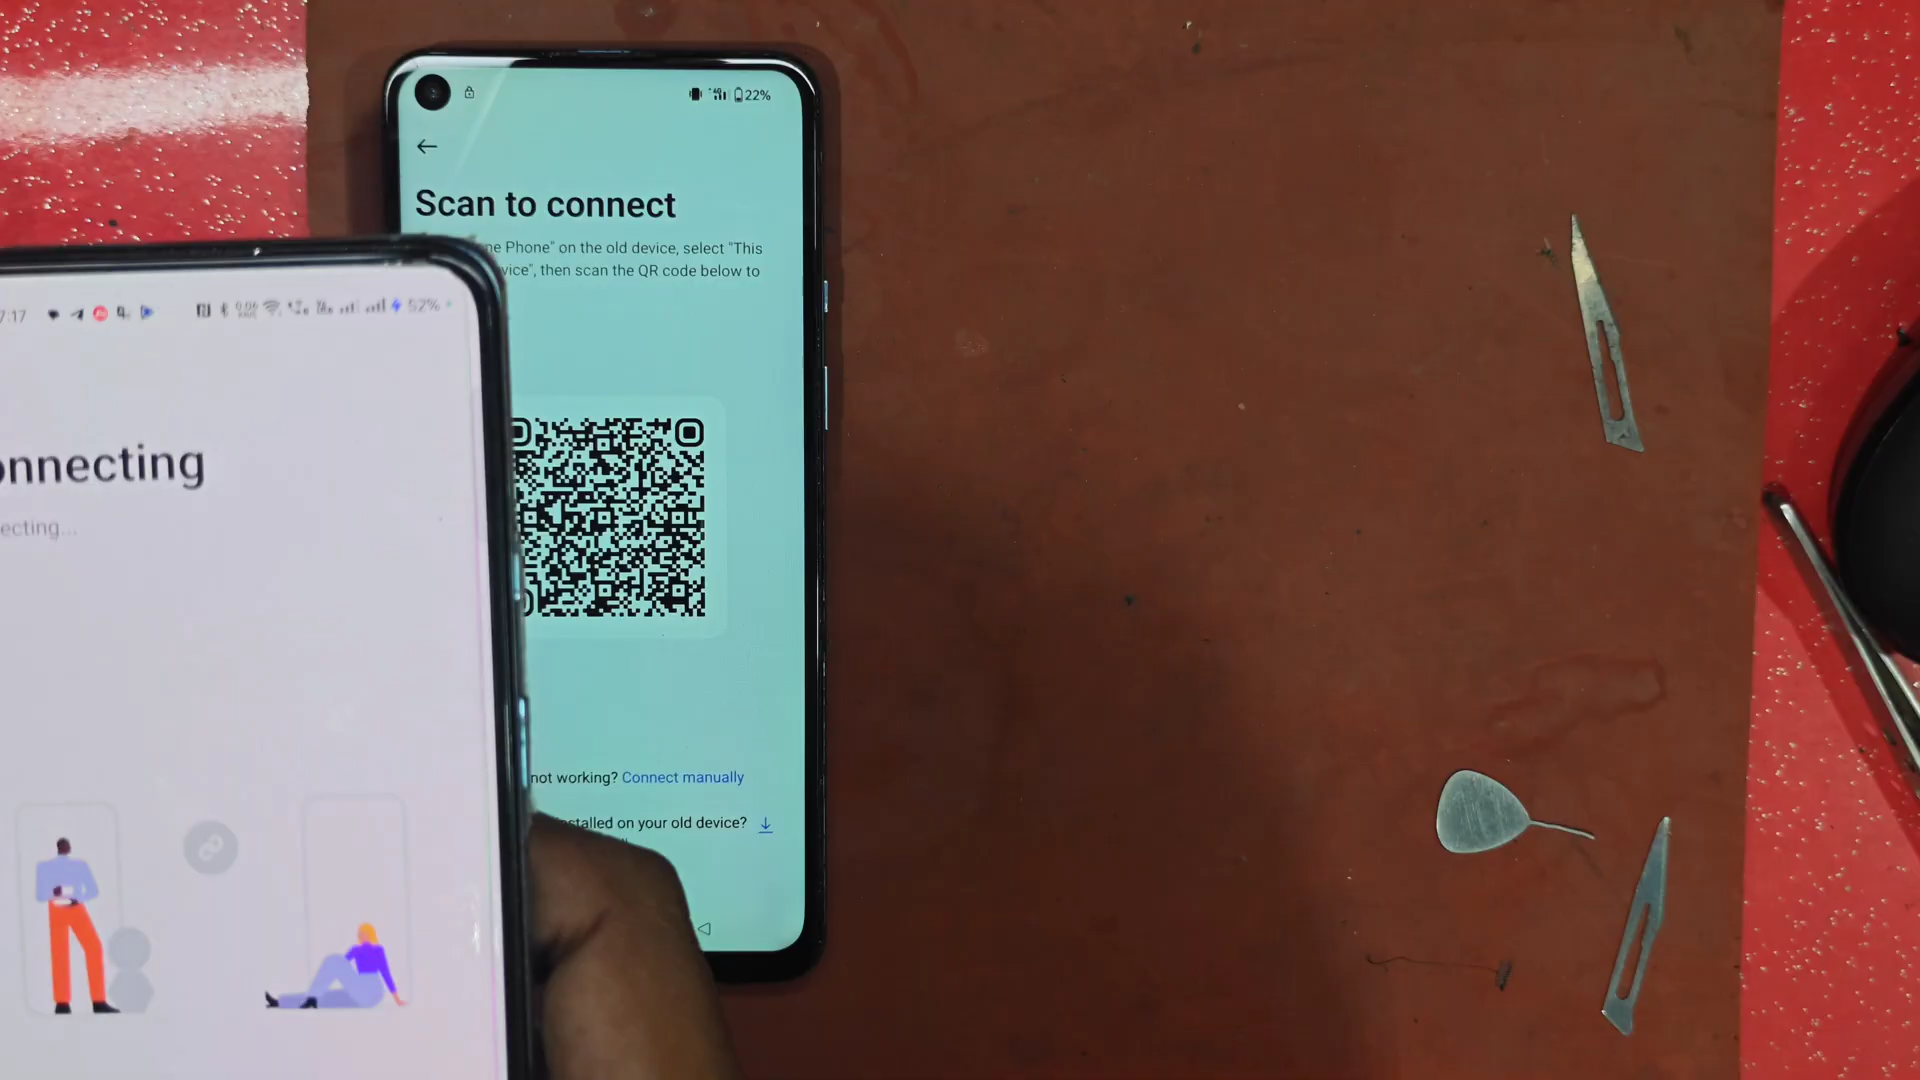 22%
Scan to connect
ne Phone" on the old device, select "This
vice", then scan the QR code below to
7:17
52%
onnecting
ecting...
not working? Connect manually
stalled on your old device?